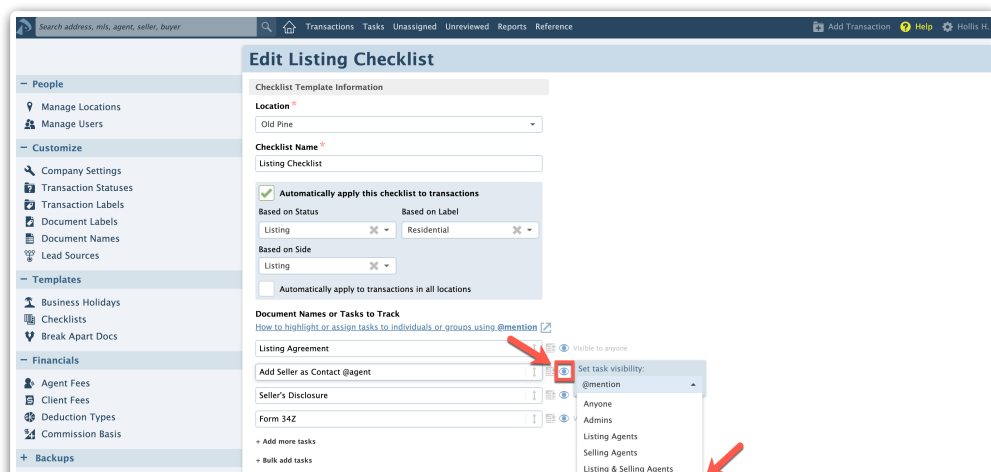 Search address, mls, agent, seller, buyer
Transactions Tasks Unassigned Unreviewed Reports Reference
Add Transaction
? Help
Hollis H.
Edit Listing Checklist
− People
Manage Locations
Manage Users
− Customize
Company Settings
Transaction Statuses
Transaction Labels
Document Labels
Document Names
Lead Sources
− Templates
Business Holidays
Checklists
Break Apart Docs
− Financials
Agent Fees
Client Fees
Deduction Types
Commission Basis
+ Backups
Checklist Template Information
Location *
Old Pine
Checklist Name *
Listing Checklist
Automatically apply this checklist to transactions
Based on Status Based on Label
Listing Residential
Based on Side
Listing
Automatically apply to transactions in all locations
Document Names or Tasks to Track
How to highlight or assign tasks to individuals or groups using @mention
Listing Agreement Visible to anyone
Add Seller as Contact @agent Set task visibility:
@mention
Seller's Disclosure
Anyone
Form 34Z
Admins
Listing Agents
+ Add more tasks
Selling Agents
+ Bulk add tasks
Listing & Selling Agents